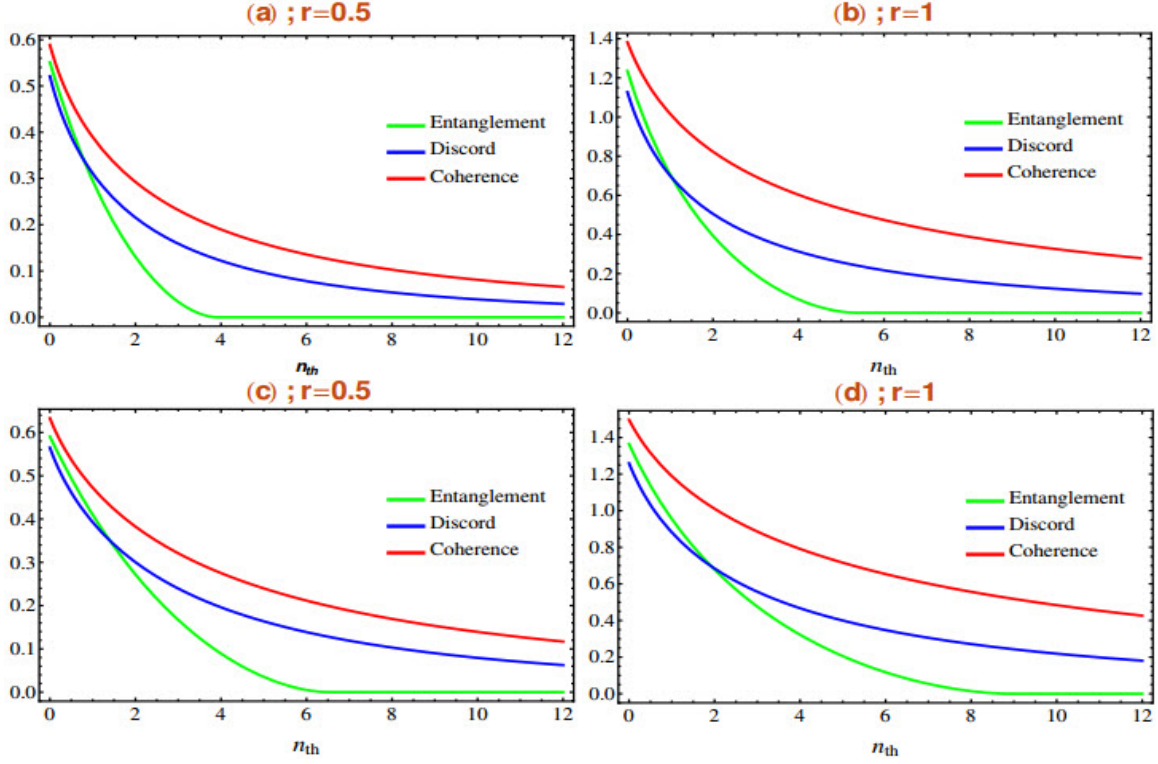 (a) ; r=0.5
(b) ; r=1
0.6
0.5
0.4
0.3
0.2
0.1
0.0
Entanglement
Discord
Coherence
0 2 4 6 8 10 12
n_th
1.4
1.2
1.0
0.8
0.6
0.4
0.2
0.0
Entanglement
Discord
Coherence
0 2 4 6 8 10 12
n_th
(c) ; r=0.5
(d) ; r=1
0.6
0.5
0.4
0.3
0.2
0.1
0.0
Entanglement
Discord
Coherence
0 2 4 6 8 10 12
n_th
1.4
1.2
1.0
0.8
0.6
0.4
0.2
0.0
Entanglement
Discord
Coherence
0 2 4 6 8 10 12
n_th